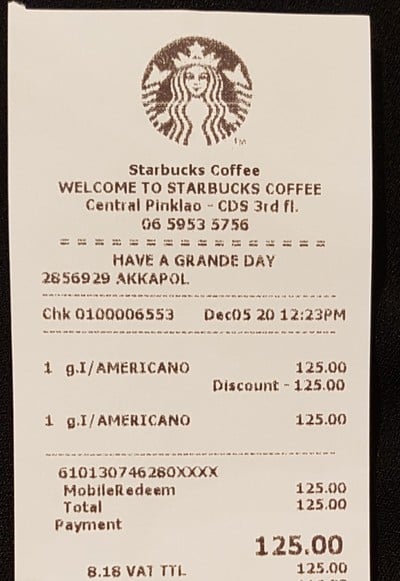 TM
Starbucks Coffee
WELCOME TO STARBUCKS COFFEE
Central Pinklao - CDS 3rd fl.
06 5953 5756
HAVE A GRANDE DAY
2856929 AKKAPOL
Chk 0100006553 Dec05 20 12:23PM
1 g.I/AMERICANO 125.00
Discount - 125.00
1 g.I/AMERICANO 125.00
610130746280XXXX
MobileRedeem 125.00
Total 125.00
Payment
125.00
8.18 VAT TTL 125.00